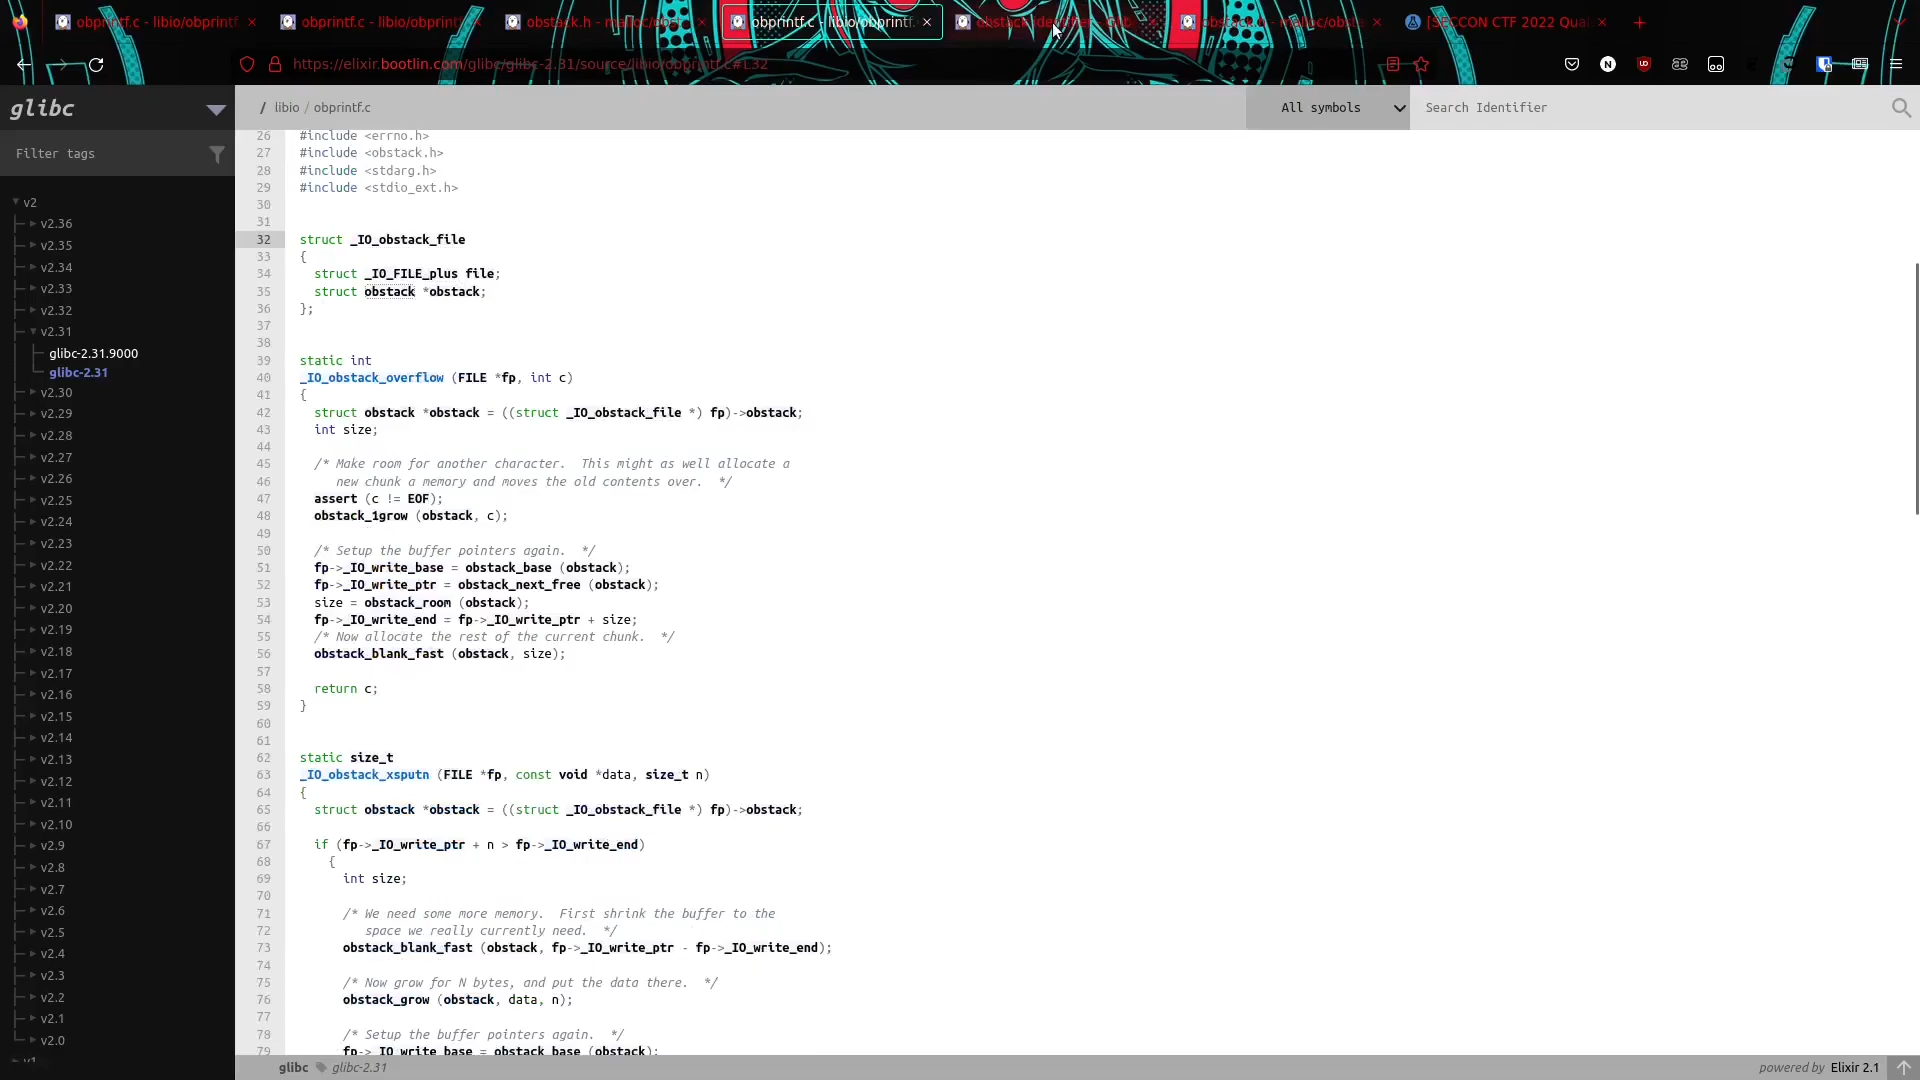 obprintf.c - libio/obprintf
obprintf.c - libio/obprintf
obstack.h - malloc/obst
obprintf.c - libio/obprintf.
obstack identifier - Gli
obstack.h - malloc/obsta
[SECCON CTF 2022 Qual
https://elixir.bootlin.com/glibc/glibc-2.31/source/libio/obprintf.c#L32
glibc
/ libio / obprintf.c
All symbols
Search Identifier
Filter tags
v2
v2.36
v2.35
v2.34
v2.33
v2.32
v2.31
glibc-2.31.9000
glibc-2.31
v2.30
v2.29
v2.28
v2.27
v2.26
v2.25
v2.24
v2.23
v2.22
v2.21
v2.20
v2.19
v2.18
v2.17
v2.16
v2.15
v2.14
v2.13
v2.12
v2.11
v2.10
v2.9
v2.8
v2.7
v2.6
v2.5
v2.4
v2.3
v2.2
v2.1
v2.0
v1
26 #include <errno.h>
27 #include <obstack.h>
28 #include <stdarg.h>
29 #include <stdio_ext.h>
30
31
32 struct _IO_obstack_file
33 {
34 struct _IO_FILE_plus file;
35 struct obstack *obstack;
36 };
37
38
39 static int
40 _IO_obstack_overflow (FILE *fp, int c)
41 {
42 struct obstack *obstack = ((struct _IO_obstack_file *) fp)->obstack;
43 int size;
44
45 /* Make room for another character.  This might as well allocate a
46 new chunk a memory and moves the old contents over.  */
47 assert (c != EOF);
48 obstack_1grow (obstack, c);
49
50 /* Setup the buffer pointers again.  */
51 fp->_IO_write_base = obstack_base (obstack);
52 fp->_IO_write_ptr = obstack_next_free (obstack);
53 size = obstack_room (obstack);
54 fp->_IO_write_end = fp->_IO_write_ptr + size;
55 /* Now allocate the rest of the current chunk.  */
56 obstack_blank_fast (obstack, size);
57
58 return c;
59 }
60
61
62 static size_t
63 _IO_obstack_xsputn (FILE *fp, const void *data, size_t n)
64 {
65 struct obstack *obstack = ((struct _IO_obstack_file *) fp)->obstack;
66
67 if (fp->_IO_write_ptr + n > fp->_IO_write_end)
68 {
69 int size;
70
71 /* We need some more memory.  First shrink the buffer to the
72 space we really currently need.  */
73 obstack_blank_fast (obstack, fp->_IO_write_ptr - fp->_IO_write_end);
74
75 /* Now grow for N bytes, and put the data there.  */
76 obstack_grow (obstack, data, n);
77
78 /* Setup the buffer pointers again.  */
79 fp->_IO_write_base = obstack_base (obstack);
glibc glibc-2.31
powered by Elixir 2.1